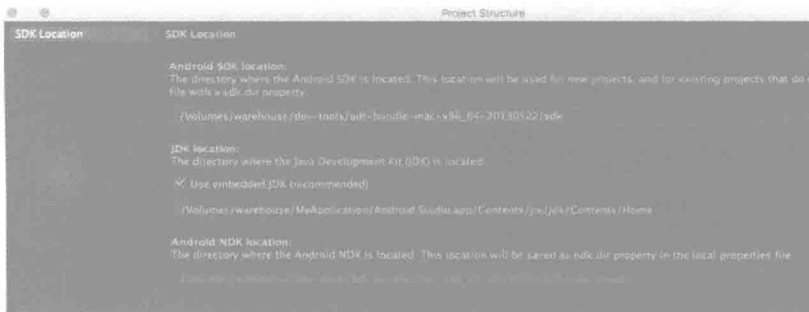 Project Structure
SDK Location
SDK Location
Android SDK location:
The directory where the Android SDK is located. This location will be used for new projects, and for existing projects that do
file with a sdk.dir property.
/Volumes/warehouse/dev-tools/adt-bundle-mac-x86_64-20130522/sdk
JDK location:
The directory where the Java Development Kit (JDK) is located.
Use embedded JDK (recommended)
/Volumes/warehouse/MyApplication/Android Studio.app/Contents/jre/jdk/Contents/Home
Android NDK location:
The directory where the Android NDK is located. This location will be saved as ndk.dir property in the local.properties file.